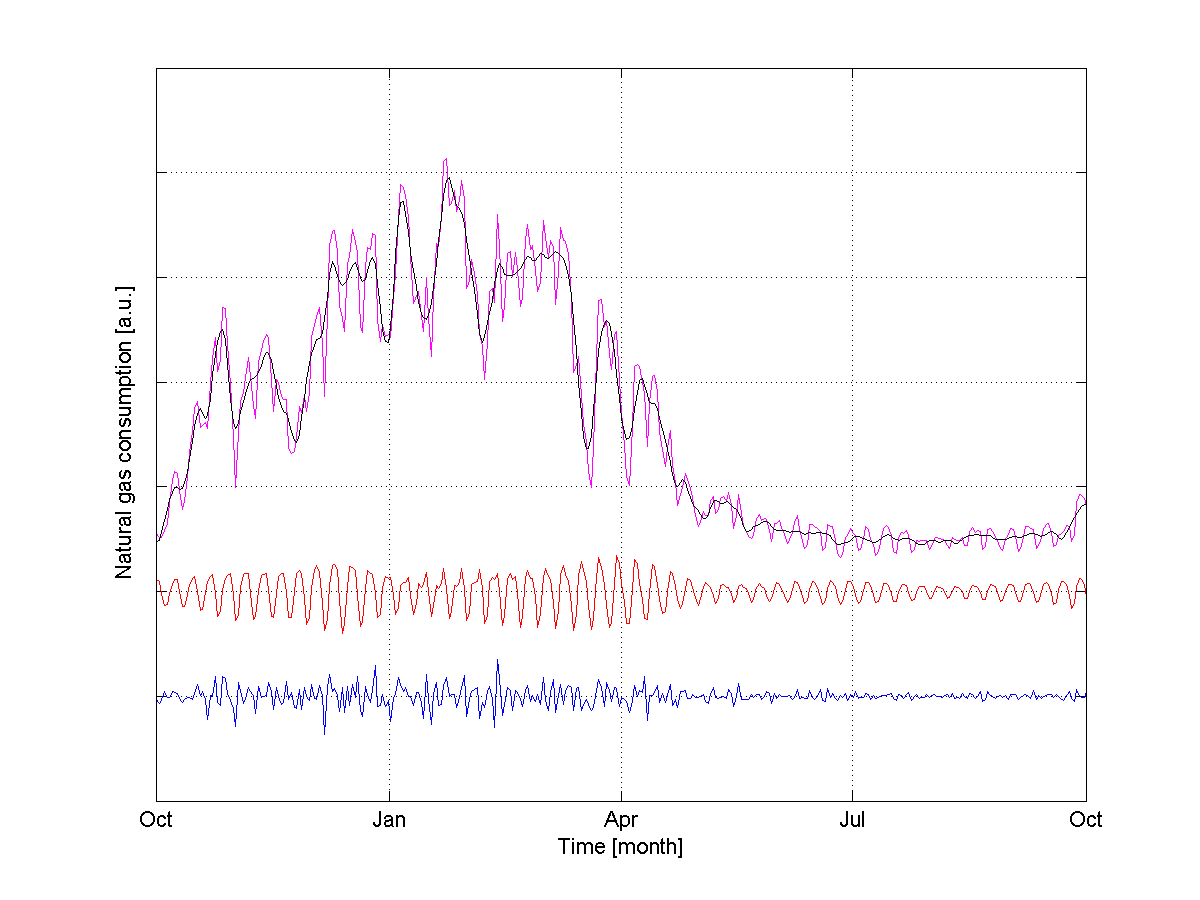 Natural gas consumption [a.u.]
Oct Jan Apr Jul Oct
Time [month]